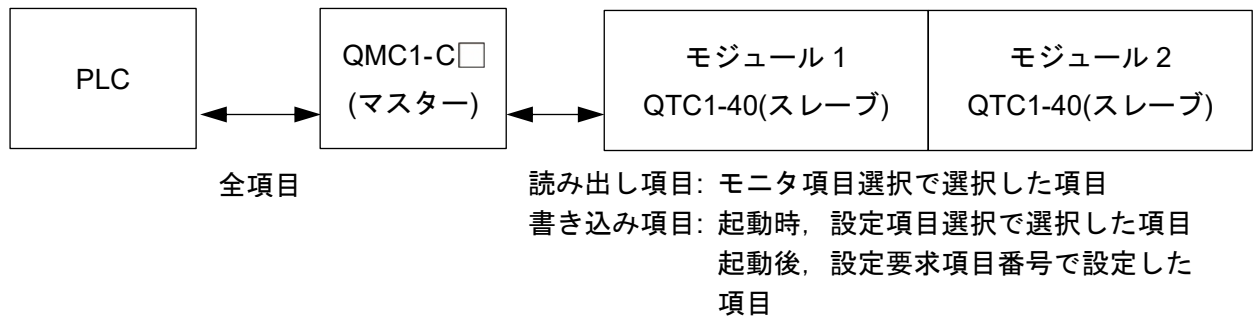 PLC
QMC1-C□
(マスター)
モジュール 1
QTC1-40(スレーブ)
モジュール 2
QTC1-40(スレーブ)
全項目
読み出し項目: モニタ項目選択で選択した項目
書き込み項目: 起動時, 設定項目選択で選択した項目
起動後, 設定要求項目番号で設定した
項目